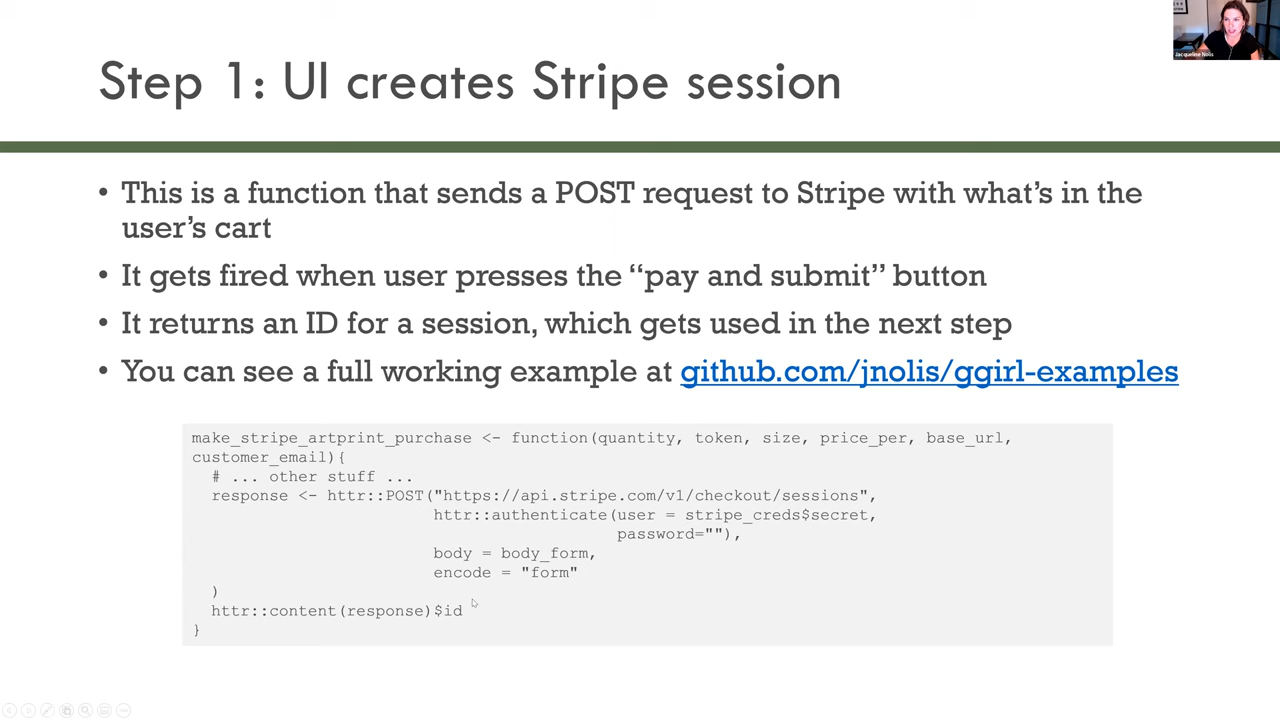 Jacqueline Nolis
Step 1: UI creates Stripe session
• This is a function that sends a POST request to Stripe with what's in the
user's cart
• It gets fired when user presses the “pay and submit” button
• It returns an ID for a session, which gets used in the next step
• You can see a full working example at github.com/jnolis/ggirl-examples
make_stripe_artprint_purchase <- function(quantity, token, size, price_per, base_url,
customer_email){
  # ... other stuff ...
  response <- httr::POST("https://api.stripe.com/v1/checkout/sessions",
                         httr::authenticate(user = stripe_creds$secret,
                                            password=""),
                         body = body_form,
                         encode = "form"
  )
  httr::content(response)$id
}